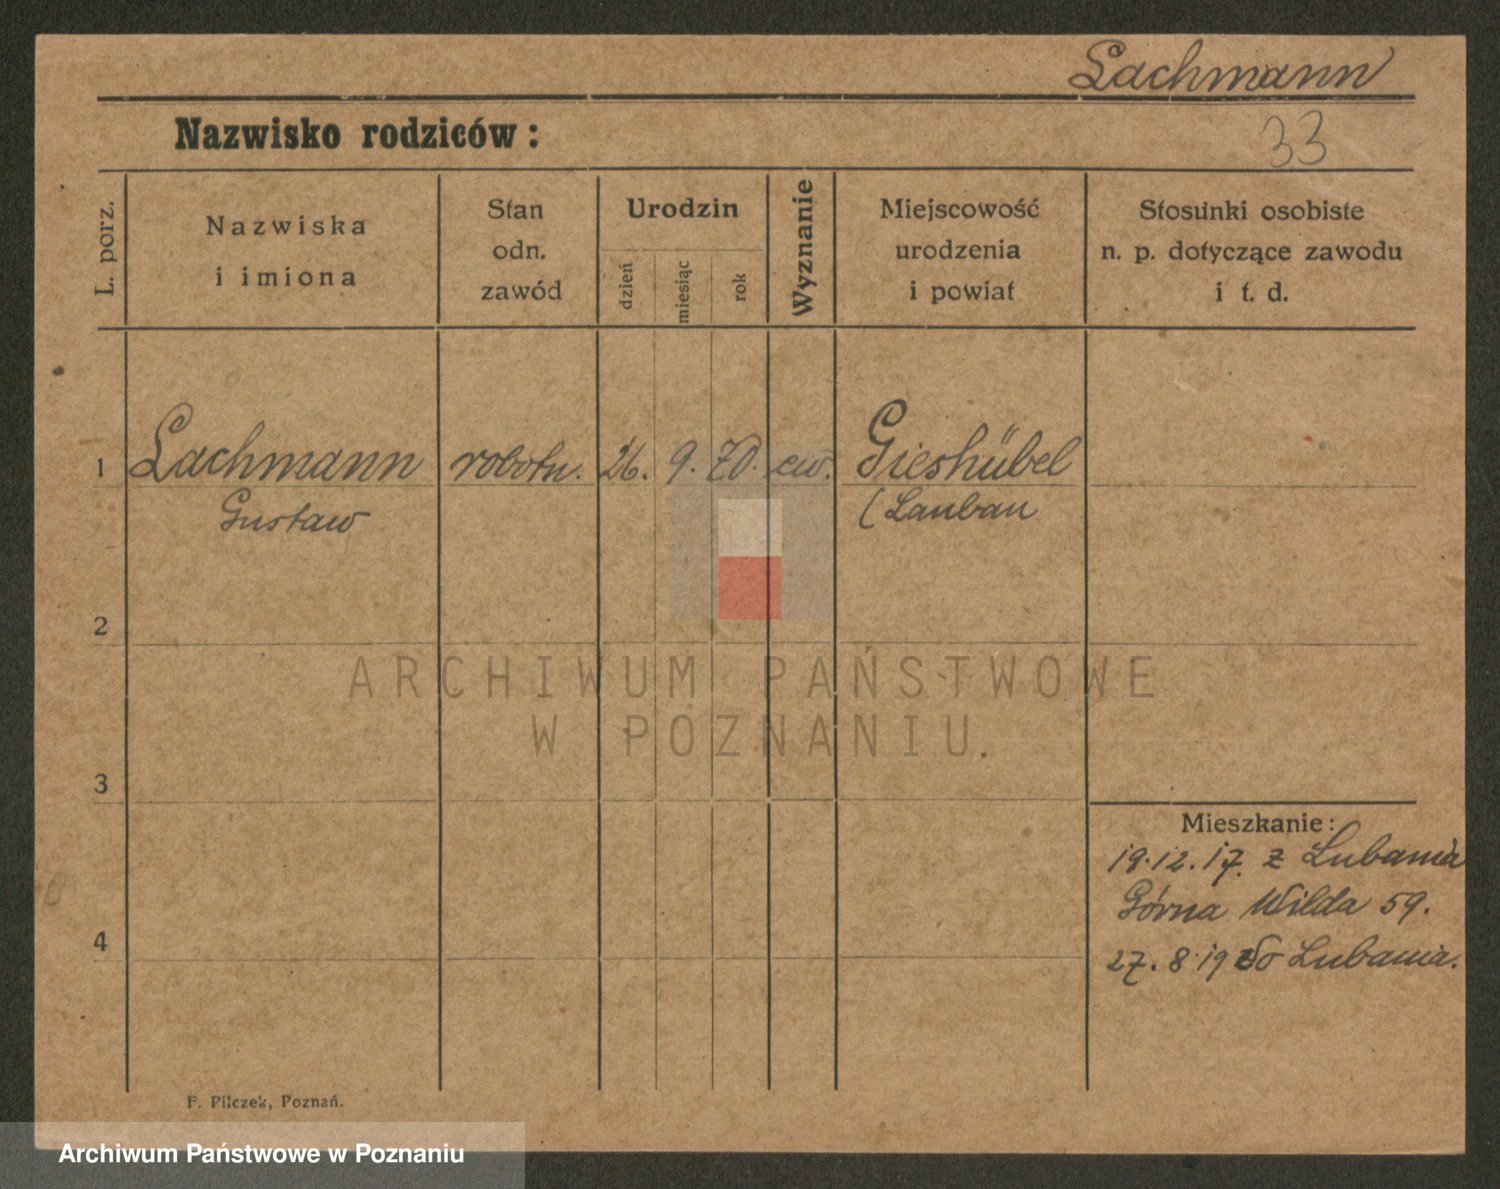 Lachmann
Nazwisko rodziców:
33
L. porz.
Nazwiska
i imiona
Stan
odn.
zawód
Urodzin
dzień
miesiąc
rok
Wyznanie
Miejscowość
urodzenia
i powiat
Stosunki osobiste
n. p. dotyczące zawodu
i t. d.
1
Lachmann
robotn.
26.
9.
70.
ew.
Gieshübel
Gustaw
(Lauban
2
ARCHIWUM PAŃSTWOWE
W POZNANIU.
3
Mieszkanie:
19.12.17. z Lubania
Górna Wilda 59.
4
27.8.19 do Lubania.
F. Pilczek, Poznań.
Archiwum Państwowe w Poznaniu